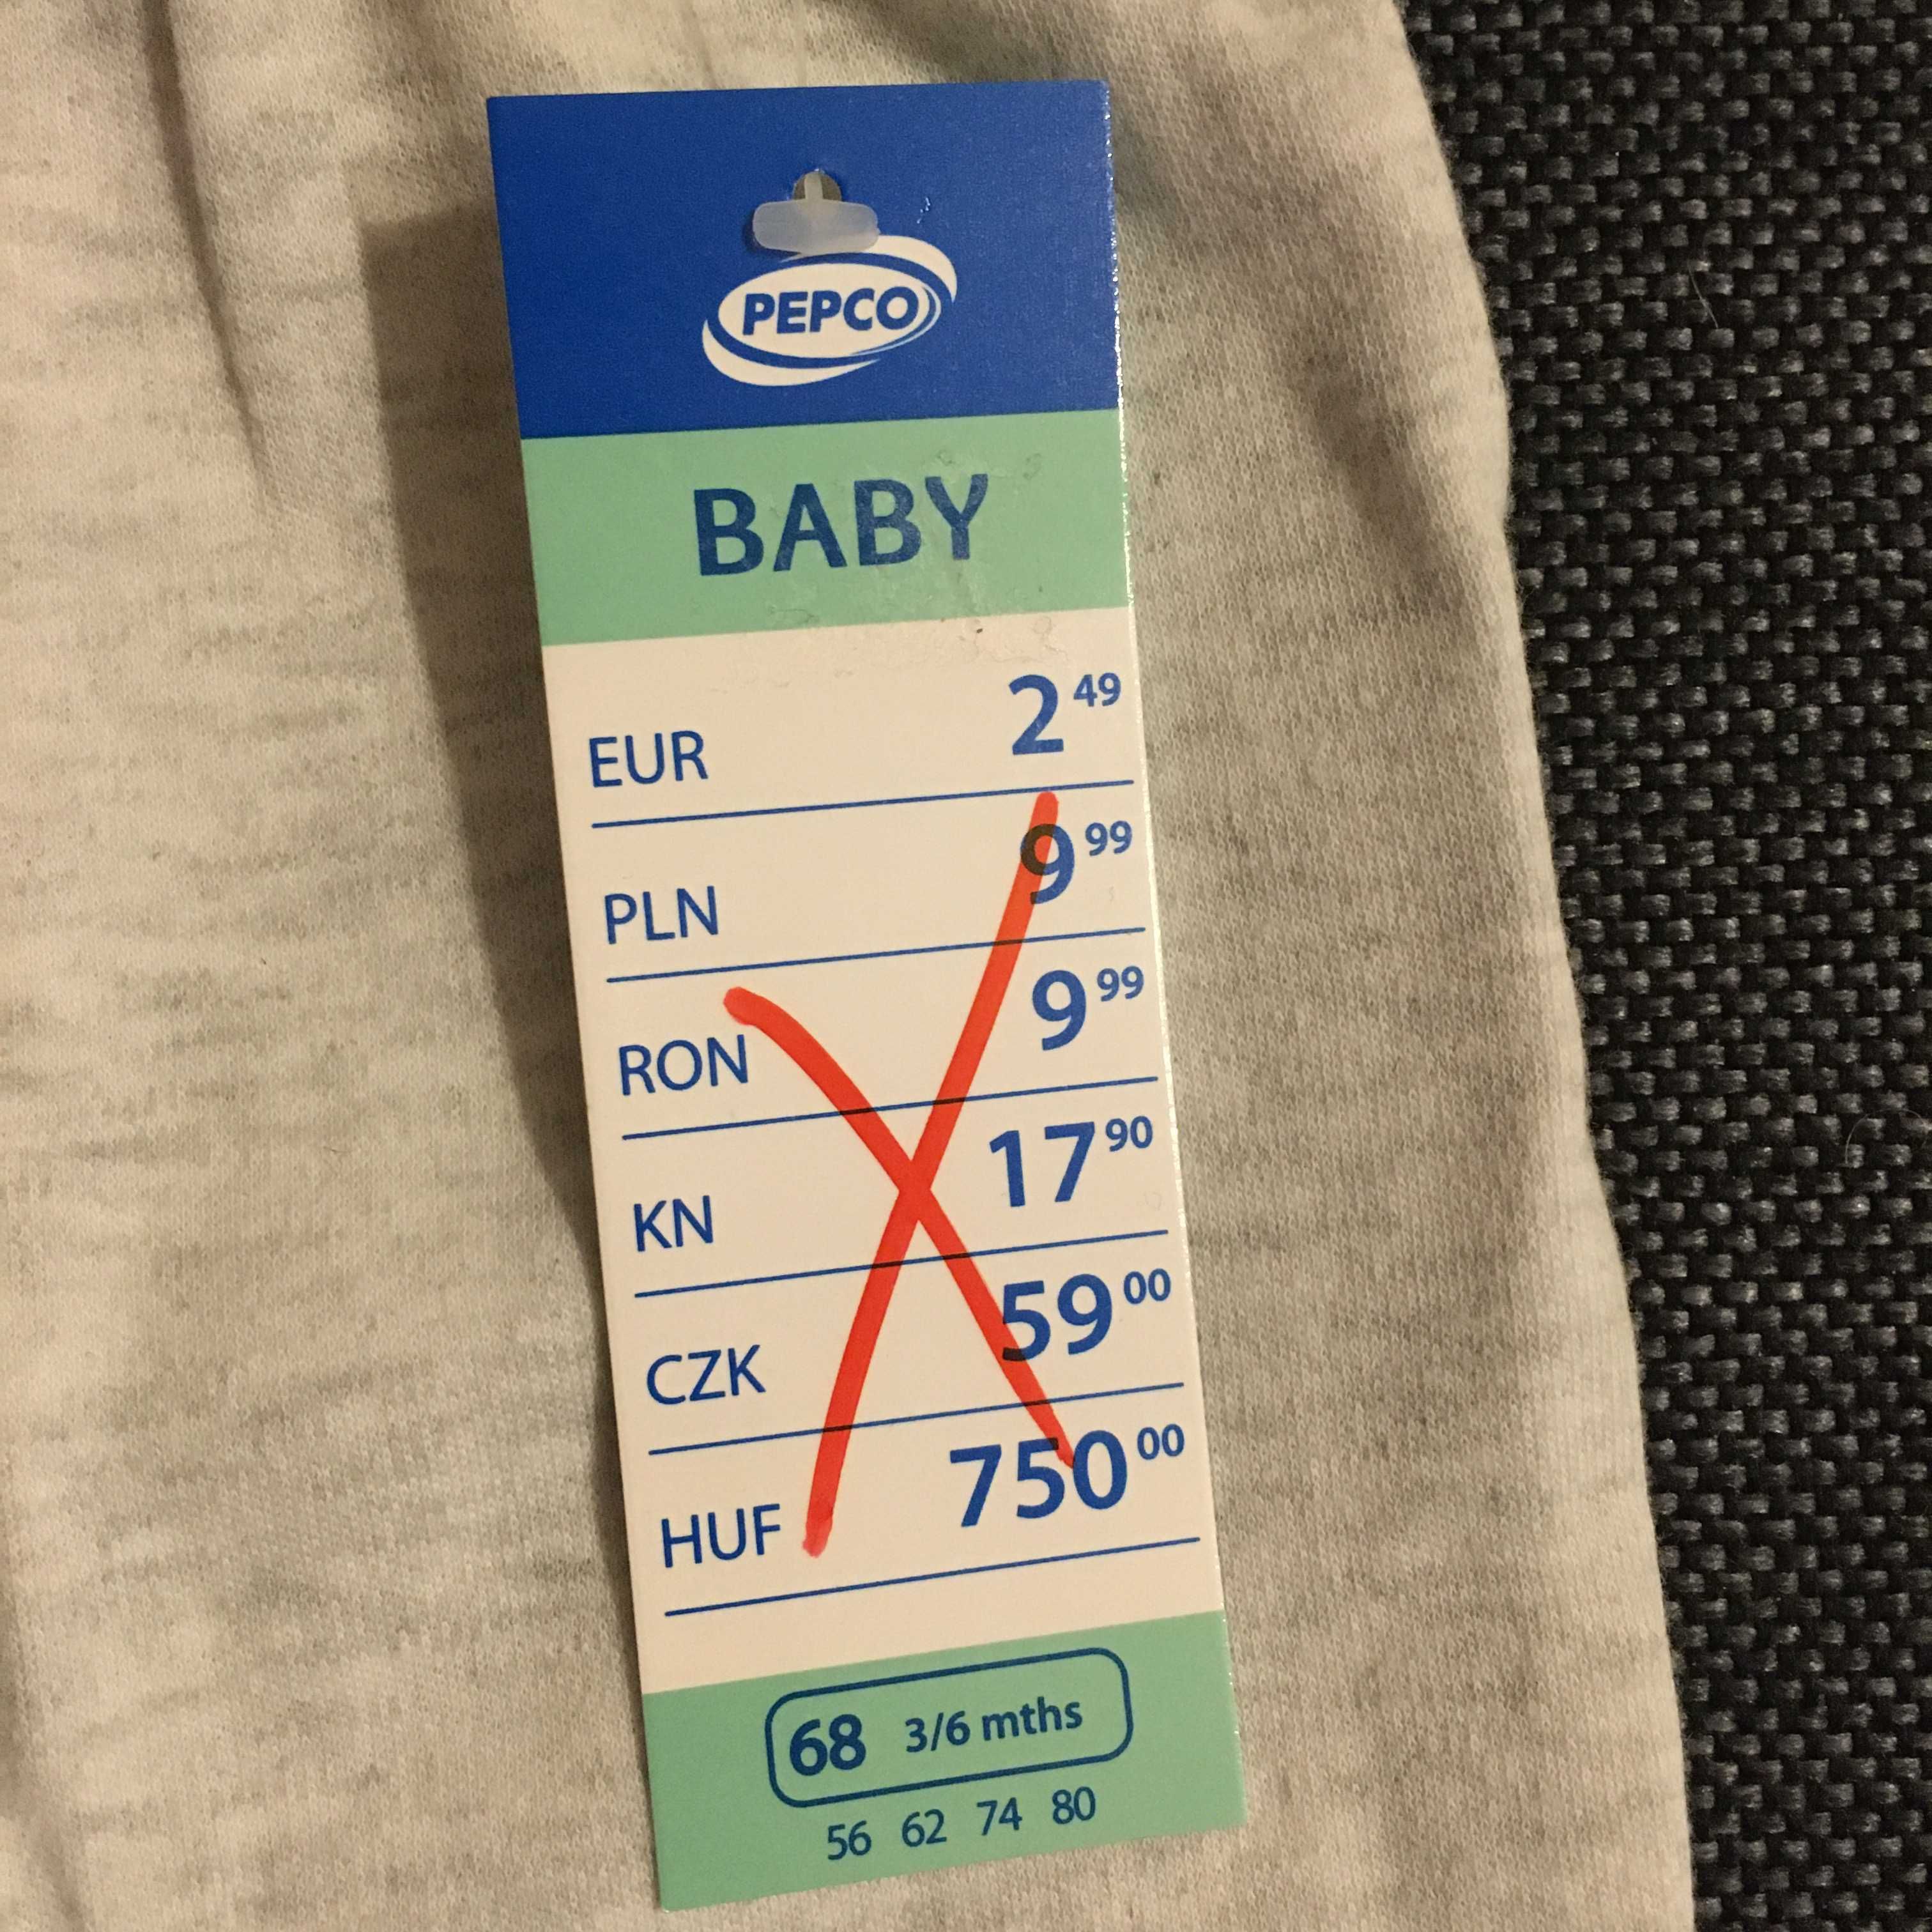 PEPCO
BABY
EUR 2 49
PLN 9 99
RON 9 99
KN 17 90
CZK 59 00
HUF 750 00
68 3/6 mths
56 62 74 80